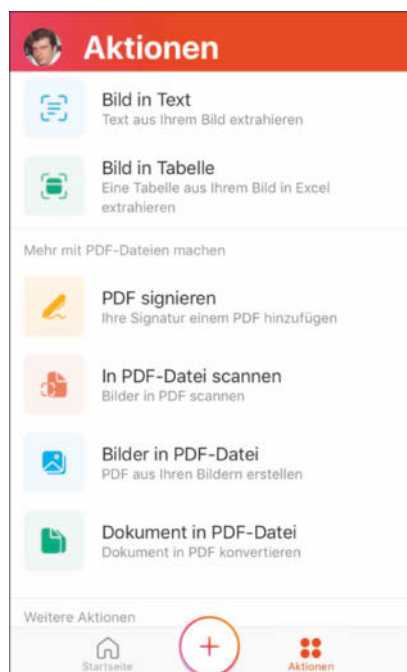 Aktionen
Bild in Text
Text aus Ihrem Bild extrahieren
Bild in Tabelle
Eine Tabelle aus Ihrem Bild in Excel
extrahieren
Mehr mit PDF-Dateien machen
PDF signieren
Ihre Signatur einem PDF hinzufügen
In PDF-Datei scannen
Bilder in PDF scannen
Bilder in PDF-Datei
PDF aus Ihren Bildern erstellen
Dokument in PDF-Datei
Dokument in PDF konvertieren
Weitere Aktionen
Startseite
Aktionen